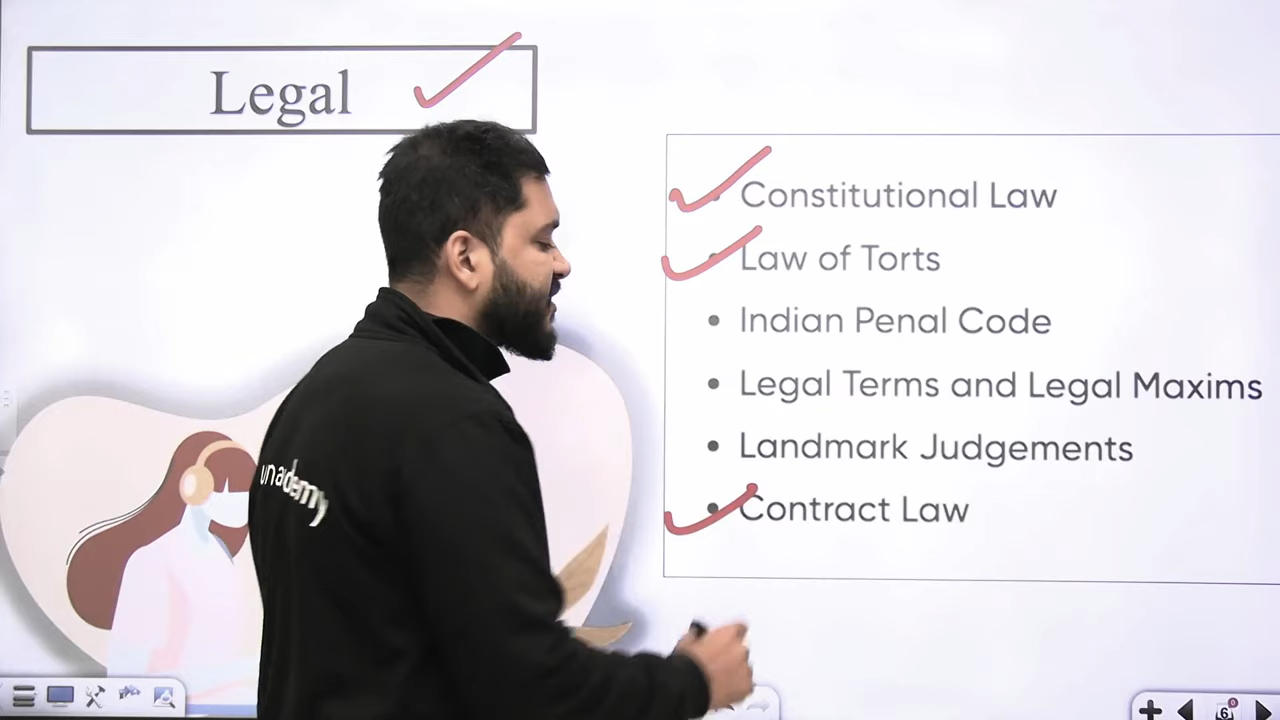 Legal
Constitutional Law
Law of Torts
Indian Penal Code
Legal Terms and Legal Maxims
Landmark Judgements
Contract Law
unacademy
6